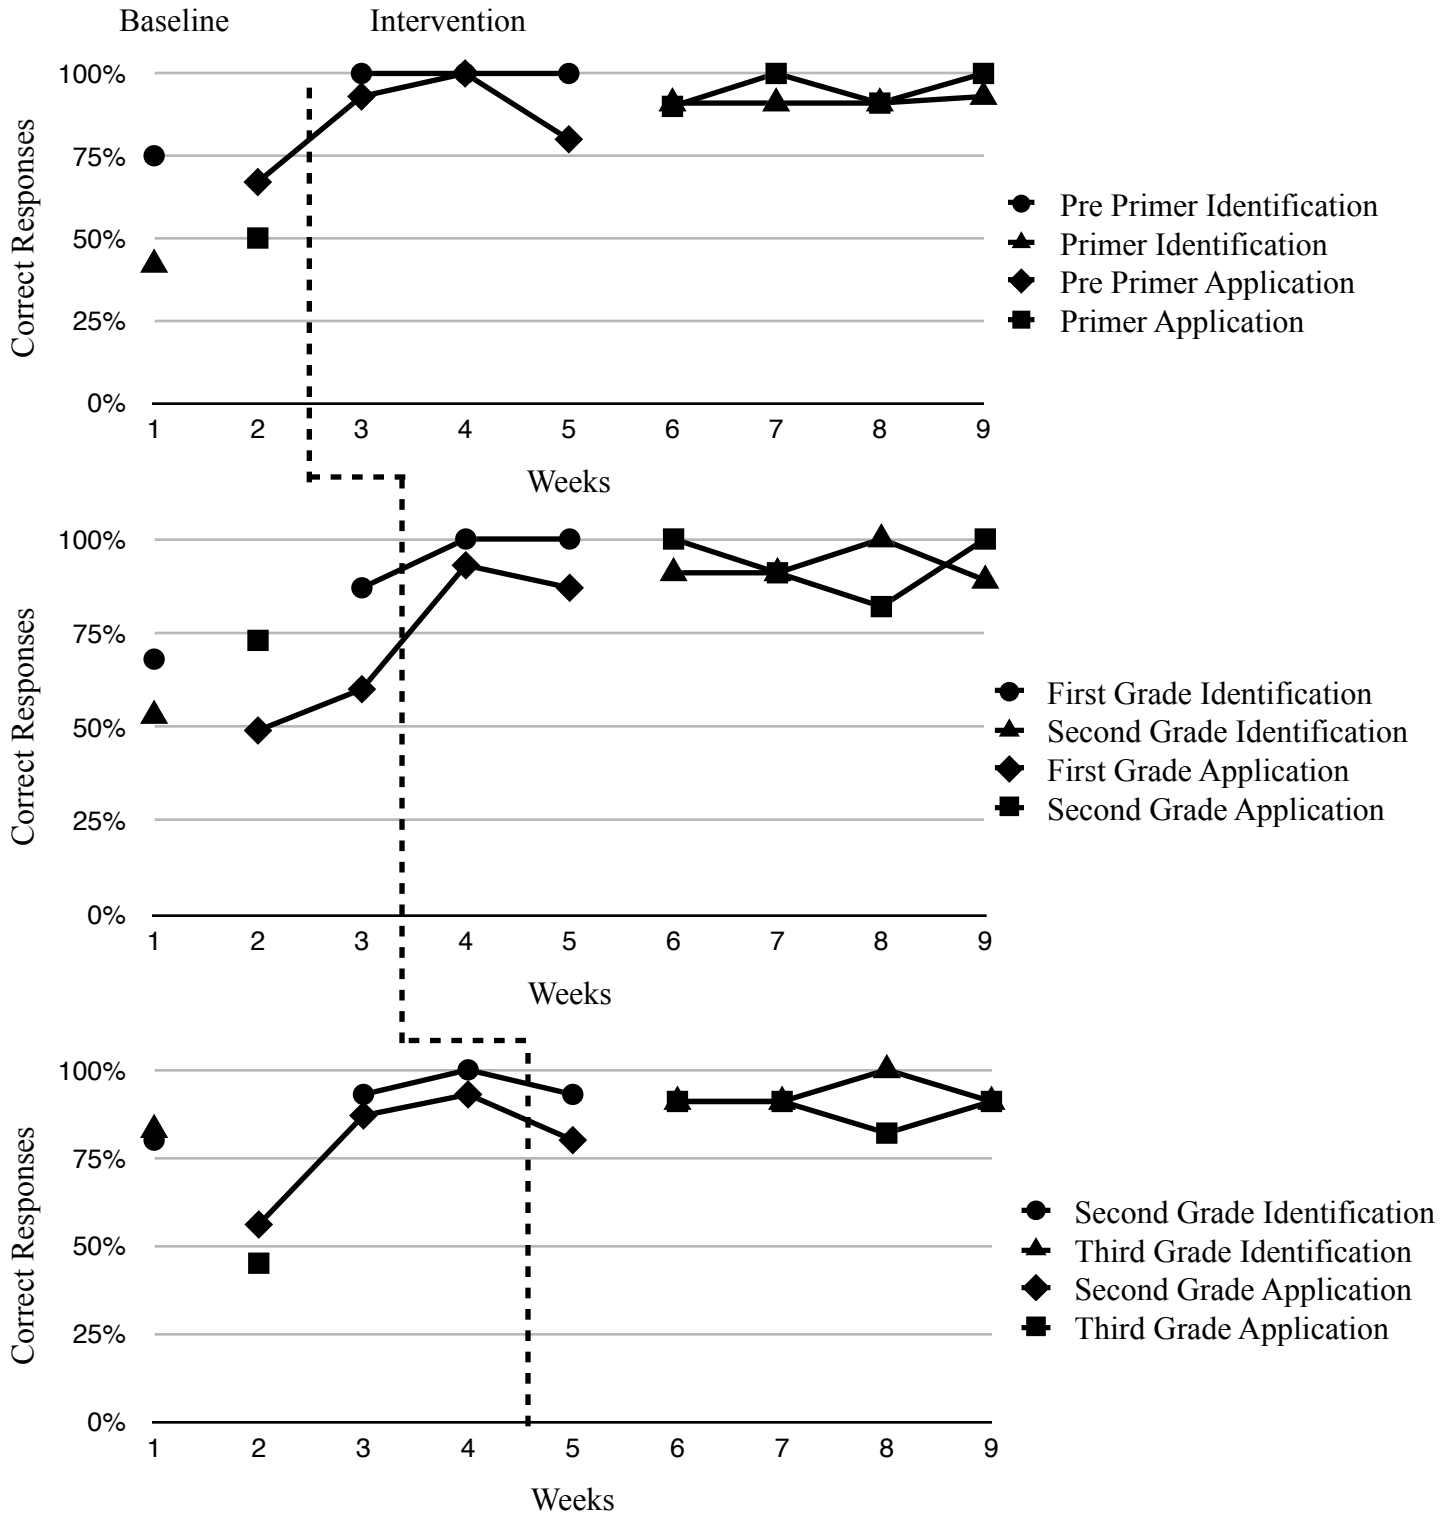 Baseline Intervention
100%
75%
50%
25%
0%
Correct Responses
1 2 3 4 5 6 7 8 9
Weeks
Pre Primer Identification
Primer Identification
Pre Primer Application
Primer Application
100%
75%
50%
25%
0%
Correct Responses
1 2 3 4 5 6 7 8 9
Weeks
First Grade Identification
Second Grade Identification
First Grade Application
Second Grade Application
100%
75%
50%
25%
0%
Correct Responses
1 2 3 4 5 6 7 8 9
Weeks
Second Grade Identification
Third Grade Identification
Second Grade Application
Third Grade Application